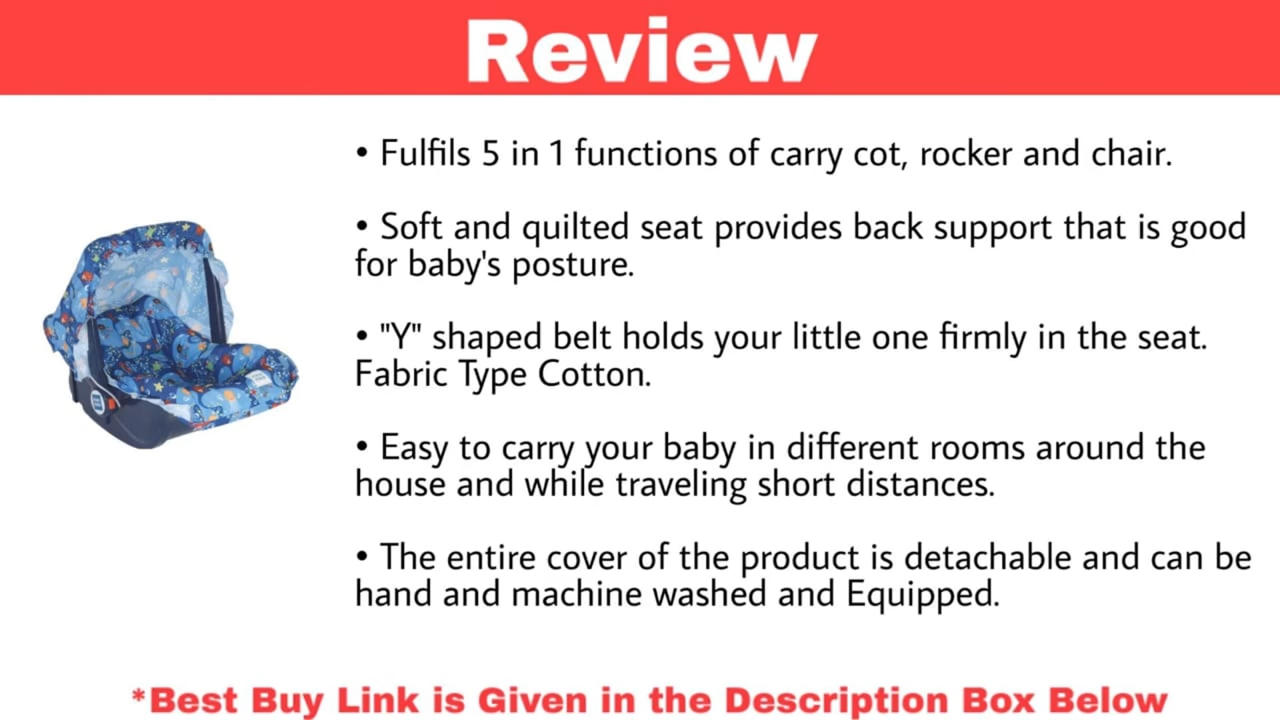 Review
• Fulfils 5 in 1 functions of carry cot, rocker and chair.
• Soft and quilted seat provides back support that is good
for baby's posture.
• "Y" shaped belt holds your little one firmly in the seat.
Fabric Type Cotton.
• Easy to carry your baby in different rooms around the
house and while traveling short distances.
• The entire cover of the product is detachable and can be
hand and machine washed and Equipped.
*Best Buy Link is Given in the Description Box Below